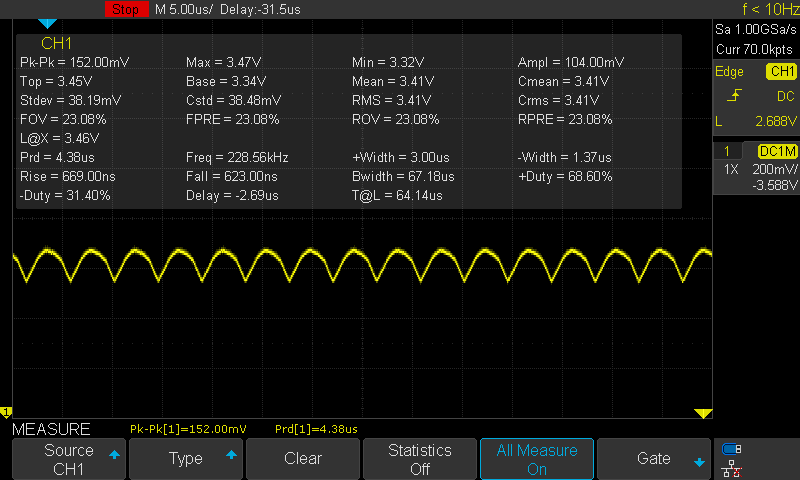 Stop M 5.00us/ Delay:-31.5us f < 10Hz
Sa 1.00GSa/s
Curr 70.0kpts
Edge CH1
DC
L 2.688V
1 DC1M
1X 200mV/
-3.588V
CH1
Pk-Pk = 152.00mV Max = 3.47V Min = 3.32V Ampl = 104.00mV
Top = 3.45V Base = 3.34V Mean = 3.41V Cmean = 3.41V
Stdev = 38.19mV Cstd = 38.48mV RMS = 3.41V Crms = 3.41V
FOV = 23.08% FPRE = 23.08% ROV = 23.08% RPRE = 23.08%
L@X = 3.46V
Prd = 4.38us Freq = 228.56kHz +Width = 3.00us -Width = 1.37us
Rise = 669.00ns Fall = 623.00ns Bwidth = 67.18us +Duty = 68.60%
-Duty = 31.40% Delay = -2.69us T@L = 64.14us
1
MEASURE Pk-Pk[1]=152.00mV Prd[1]=4.38us
Source
CH1
Type
Clear
Statistics
Off
All Measure
On
Gate